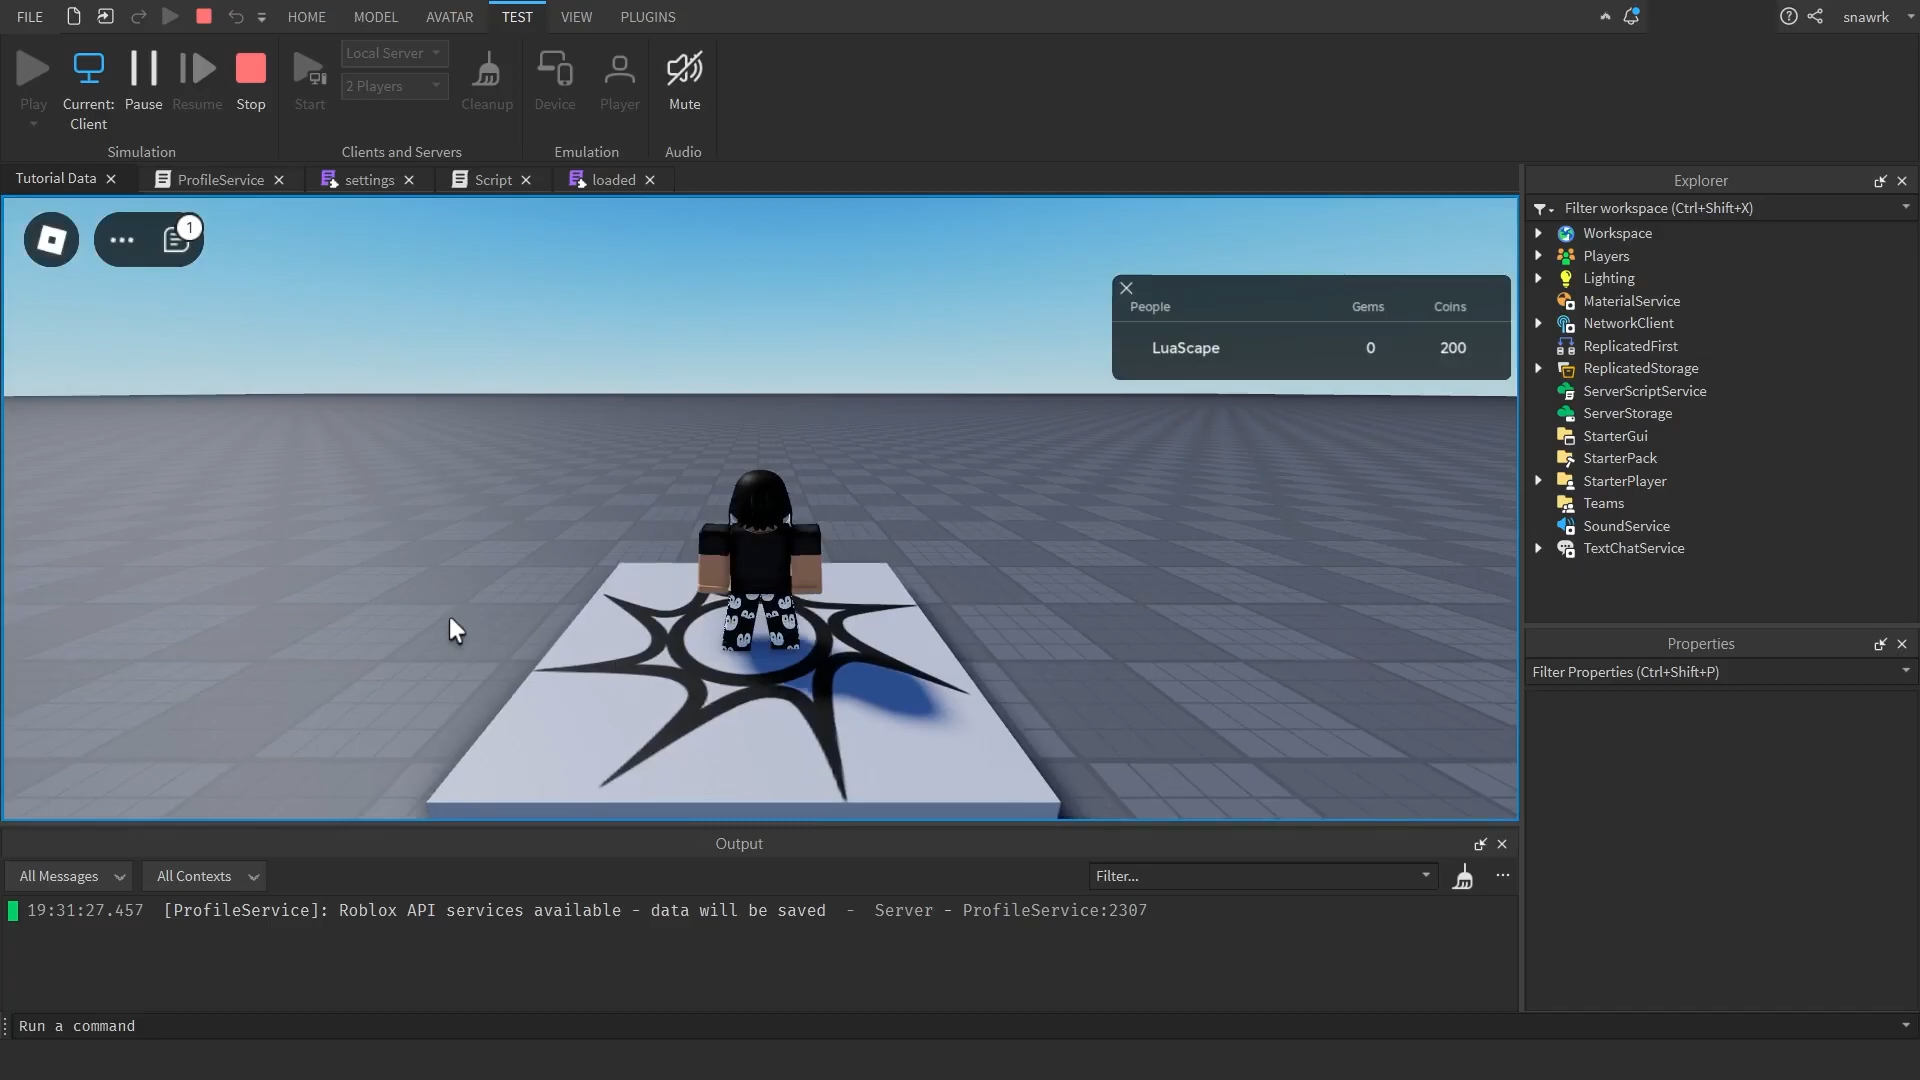 FILE HOME MODEL AVATAR TEST VIEW PLUGINS snawrk
Play Current: Client Pause Resume Stop Start Local Server 2 Players Cleanup Device Player Mute
Simulation Clients and Servers Emulation Audio
Tutorial Data ProfileService settings Script loaded
1
People Gems Coins
LuaScape 0 200
Explorer
Filter workspace (Ctrl+Shift+X)
Workspace
Players
Lighting
MaterialService
NetworkClient
ReplicatedFirst
ReplicatedStorage
ServerScriptService
ServerStorage
StarterGui
StarterPack
StarterPlayer
Teams
SoundService
TextChatService
Properties
Filter Properties (Ctrl+Shift+P)
Output
All Messages All Contexts Filter...
19:31:27.457 [ProfileService]: Roblox API services available - data will be saved - Server - ProfileService:2307
Run a command